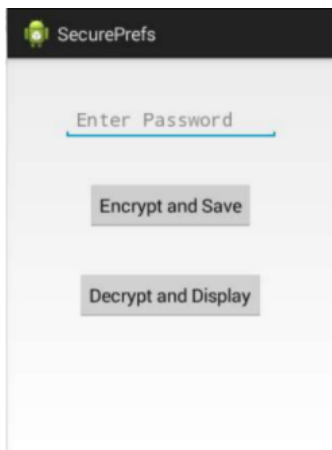 SecurePrefs
Enter Password
Encrypt and Save
Decrypt and Display